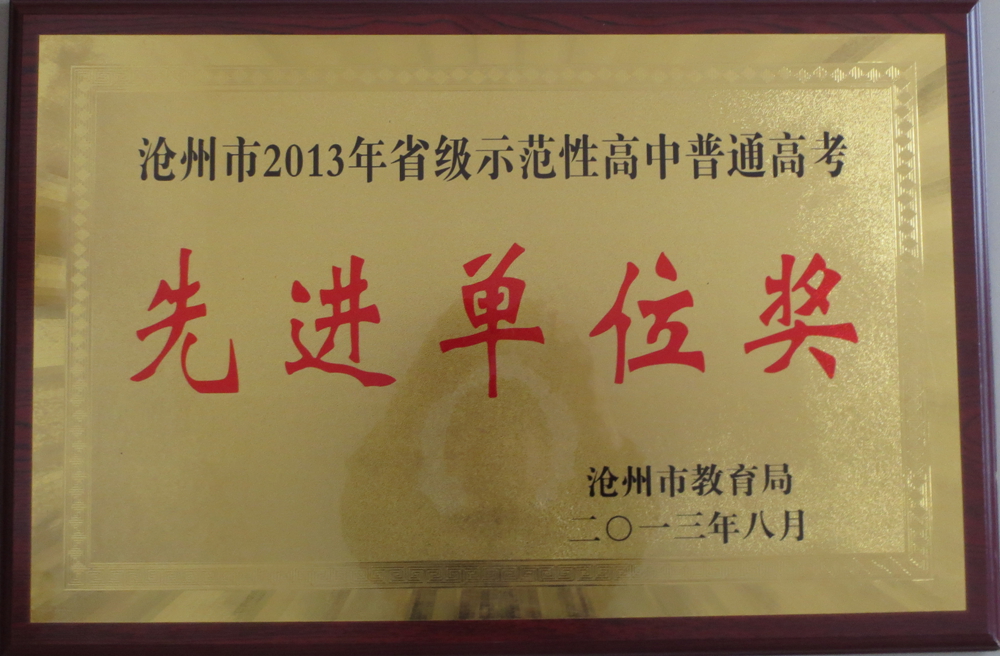 沧州市2013年省级示范性高中普通高考
先进单位奖
沧州市教育局
二〇一三年八月